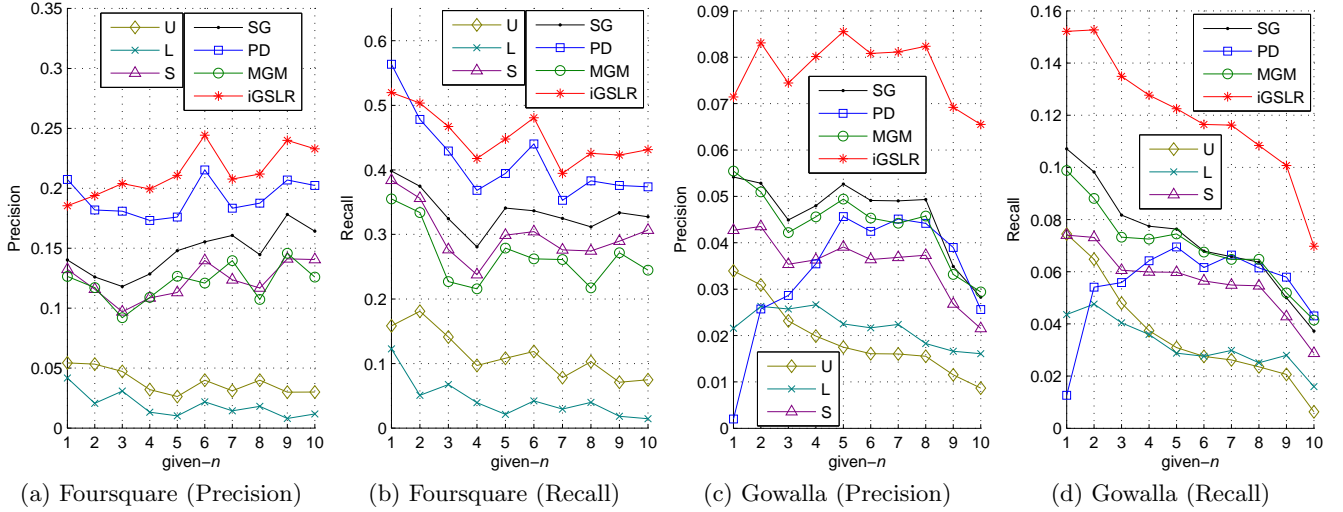 0.35
0.3
0.25
0.2
0.15
0.1
0.05
0
Precision
1 2 3 4 5 6 7 8 9 10
given-n
U
L
S
SG
PD
MGM
iGSLR
(a) Foursquare (Precision)
0.6
0.5
0.4
0.3
0.2
0.1
0
Recall
1 2 3 4 5 6 7 8 9 10
given-n
U
L
S
SG
PD
MGM
iGSLR
(b) Foursquare (Recall)
0.09
0.08
0.07
0.06
0.05
0.04
0.03
0.02
0.01
0
Precision
1 2 3 4 5 6 7 8 9 10
given-n
SG
PD
MGM
iGSLR
U
L
S
(c) Gowalla (Precision)
0.16
0.14
0.12
0.1
0.08
0.06
0.04
0.02
0
Recall
1 2 3 4 5 6 7 8 9 10
given-n
SG
PD
MGM
iGSLR
U
L
S
(d) Gowalla (Recall)